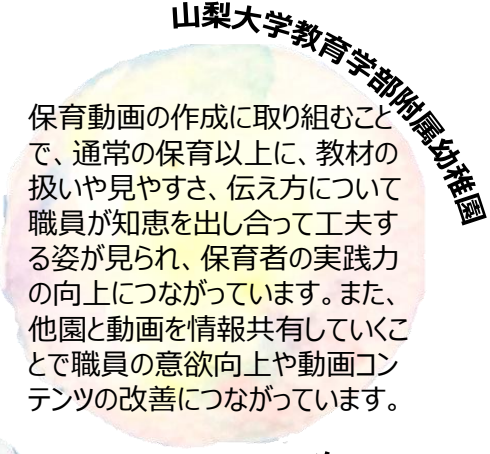 山梨大学教育学部附属幼稚園
保育動画の作成に取り組むこと
で、通常の保育以上に、教材の
扱いや見やすさ、伝え方について
職員が知恵を出し合って工夫す
る姿が見られ、保育者の実践力
の向上につながっています。また、
他園と動画を情報共有していくこ
とで職員の意欲向上や動画コン
テンツの改善につながっています。